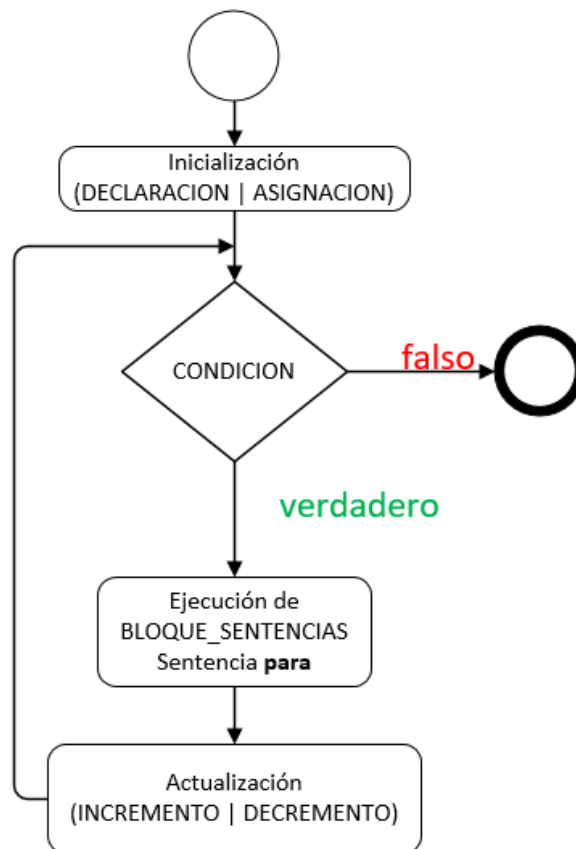 Inicialización
(DECLARACION | ASIGNACION)
CONDICION
falso
verdadero
Ejecución de
BLOQUE_SENTENCIAS
Sentencia para
Actualización
(INCREMENTO | DECREMENTO)